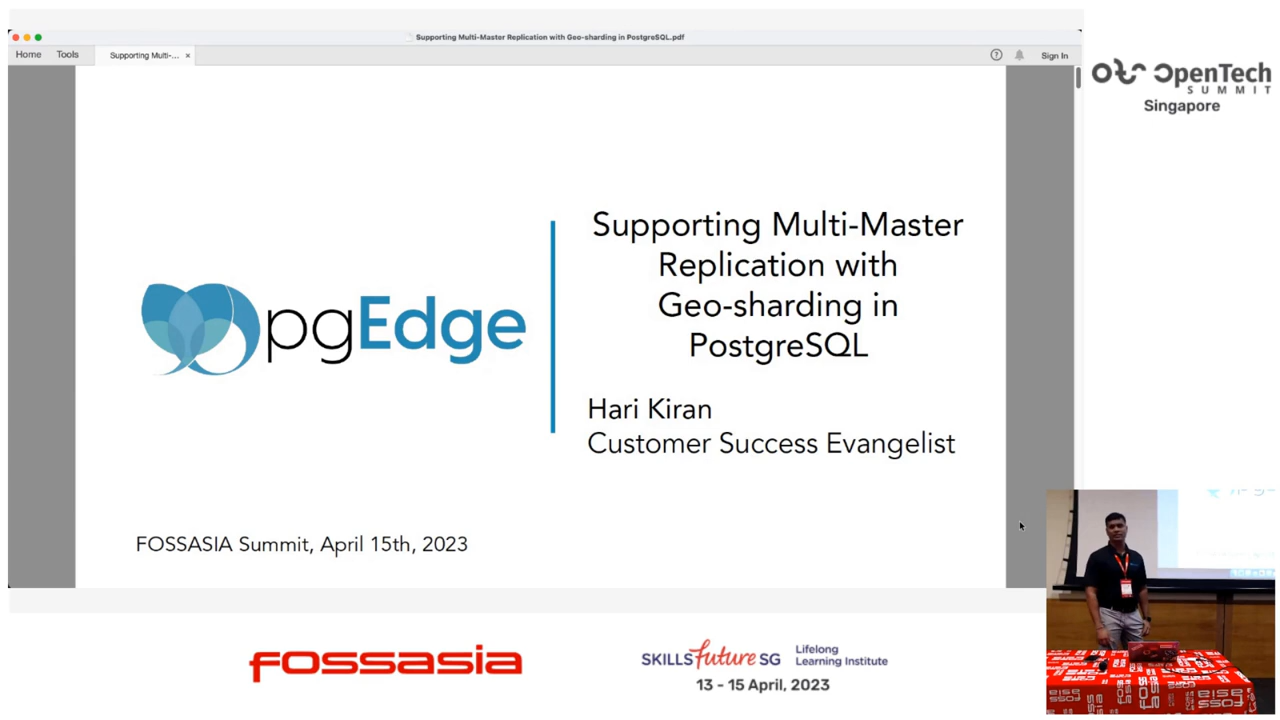 Supporting Multi-Master Replication with Geo-sharding in PostgreSQL.pdf
Home Tools Supporting Multi-... × ? Sign In
OpenTech
SUMMIT
Singapore
pgEdge
Supporting Multi-Master
Replication with
Geo-sharding in
PostgreSQL
Hari Kiran
Customer Success Evangelist
FOSSASIA Summit, April 15th, 2023
FOSSASIA
SKILLSfuture SG
Lifelong
Learning Institute
13 - 15 April, 2023